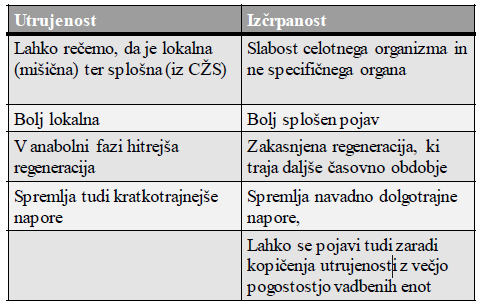 Utrujenost
Izčrpanost
Lahko rečemo, da je lokalna
(mišična) ter splošna (iz CŽS)
Slabost celotnega organizma in
ne specifičnega organa
Bolj lokalna
Bolj splošen pojav
V anabolni fazi hitrejša
regeneracija
Zakasnjena regeneracija, ki
traja daljše časovno obdobje
Spremlja tudi kratkotrajnejše
napore
Spremlja navadno dolgotrajne
napore,
Lahko se pojavi tudi zaradi
kopičenja utrujenosti z večjo
pogostostjo vadbenih enot